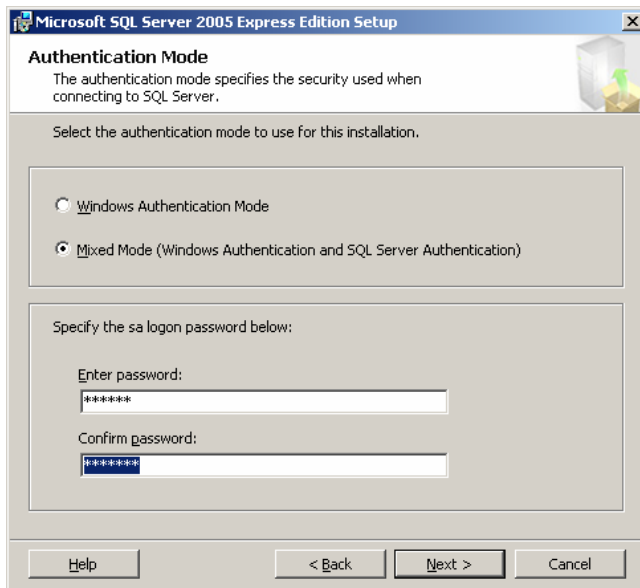 Microsoft SQL Server 2005 Express Edition Setup
Authentication Mode
The authentication mode specifies the security used when
connecting to SQL Server.
Select the authentication mode to use for this installation.
Windows Authentication Mode
Mixed Mode (Windows Authentication and SQL Server Authentication)
Specify the sa logon password below:
Enter password:
******
Confirm password:
*******
Help
< Back
Next >
Cancel